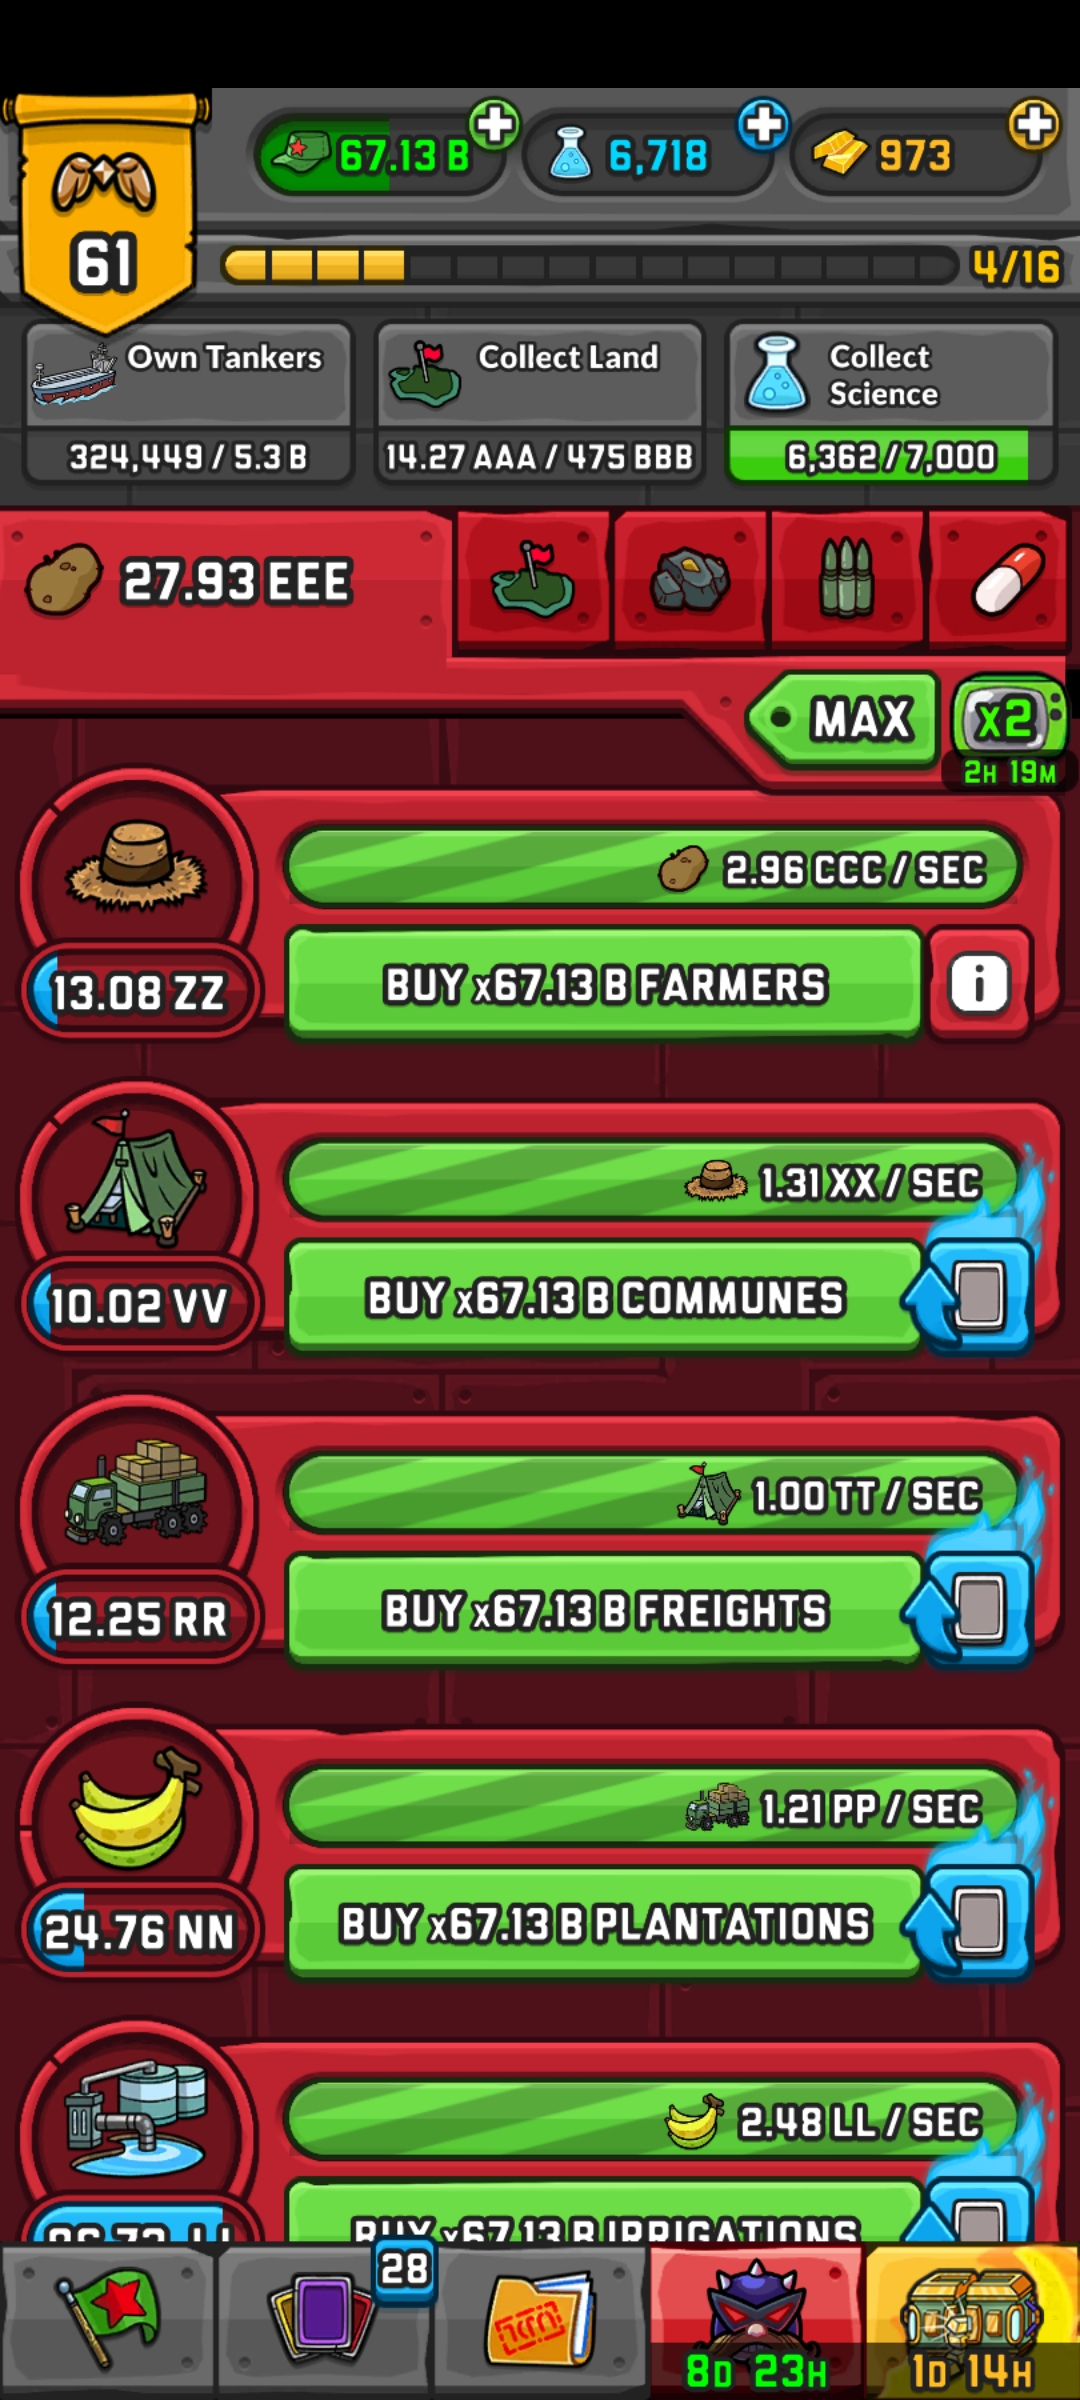 67.13 B
6,718
973
61
4/16
Own Tankers
324,449 / 5.3 B
Collect Land
14.27 AAA / 475 BBB
Collect
Science
6,362 / 7,000
27.93 EEE
MAX
x2
2H 19M
2.96 CCC / SEC
13.08 ZZ
BUY x67.13 B FARMERS
i
1.31 XX / SEC
10.02 VV
BUY x67.13 B COMMUNES
1.00 TT / SEC
12.25 RR
BUY x67.13 B FREIGHTS
1.21 PP / SEC
24.76 NN
BUY x67.13 B PLANTATIONS
2.48 LL / SEC
BUY x67.13 B IRRIGATIONS
28
8D 23H
1D 14H